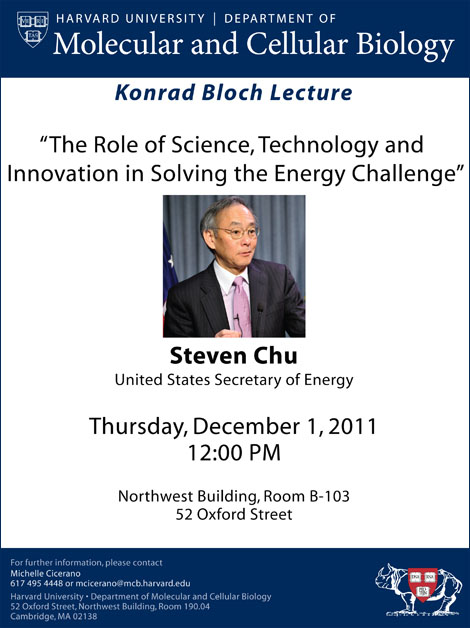 HARVARD UNIVERSITY | DEPARTMENT OF
Molecular and Cellular Biology
Konrad Bloch Lecture
“The Role of Science, Technology and
Innovation in Solving the Energy Challenge”
Steven Chu
United States Secretary of Energy
Thursday, December 1, 2011
12:00 PM
Northwest Building, Room B-103
52 Oxford Street
For further information, please contact
Michelle Cicerano
617 495 4448 or mcicerano@mcb.harvard.edu
Harvard University • Department of Molecular and Cellular Biology
52 Oxford Street, Northwest Building, Room 190.04
Cambridge, MA 02138